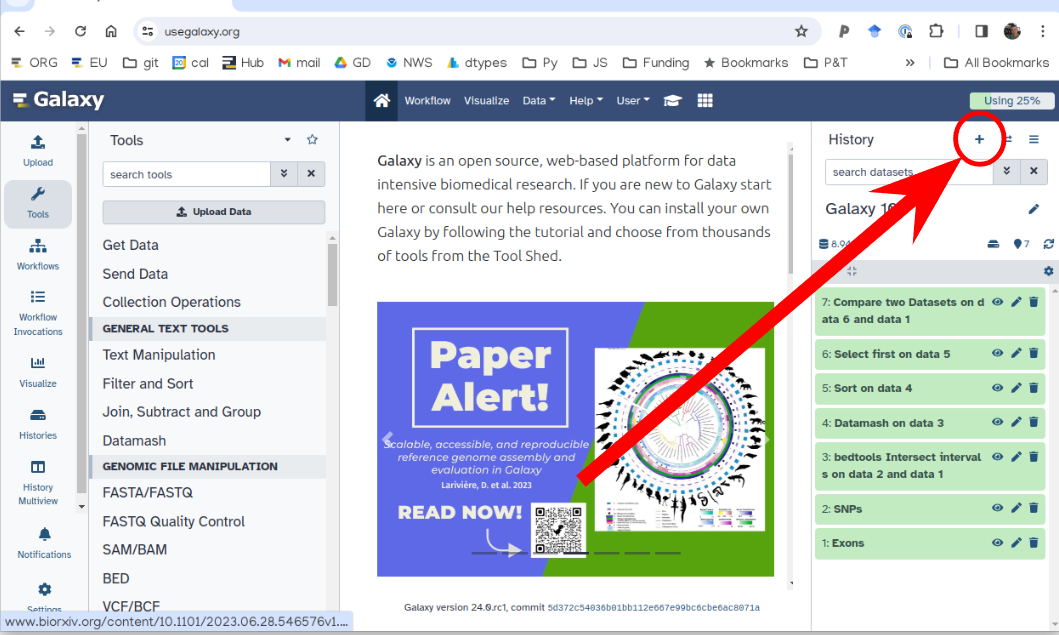 usegalaxy.org
ORG EU git cal Hub mail GD NWS dtypes Py JS Funding Bookmarks P&T » All Bookmarks
Galaxy
Workflow Visualize Data Help User
Using 25%
Upload
Tools
Workflows
Workflow
Invocations
Visualize
Histories
History
Multiview
Notifications
Settings
Tools
search tools
Upload Data
Get Data
Send Data
Collection Operations
GENERAL TEXT TOOLS
Text Manipulation
Filter and Sort
Join, Subtract and Group
Datamash
GENOMIC FILE MANIPULATION
FASTA/FASTQ
FASTQ Quality Control
SAM/BAM
BED
VCF/BCF
Galaxy is an open source, web-based platform for data
intensive biomedical research. If you are new to Galaxy start
here or consult our help resources. You can install your own
Galaxy by following the tutorial and choose from thousands
of tools from the Tool Shed.
Paper
Alert!
Scalable, accessible, and reproducible
reference genome assembly and
evaluation in Galaxy
Larivière, D. et al. 2023
READ NOW!
Galaxy version 24.0.rc1, commit 5d372c54036b01bb112e667e99bc6cbe6ac8071a
History
search datasets
Galaxy
7
7: Compare two Datasets on d
ata 6 and data 1
6: Select first on data 5
5: Sort on data 4
4: Datamash on data 3
3: bedtools Intersect interval
s on data 2 and data 1
2: SNPs
1: Exons
www.biorxiv.org/content/10.1101/2023.06.28.546576v1....